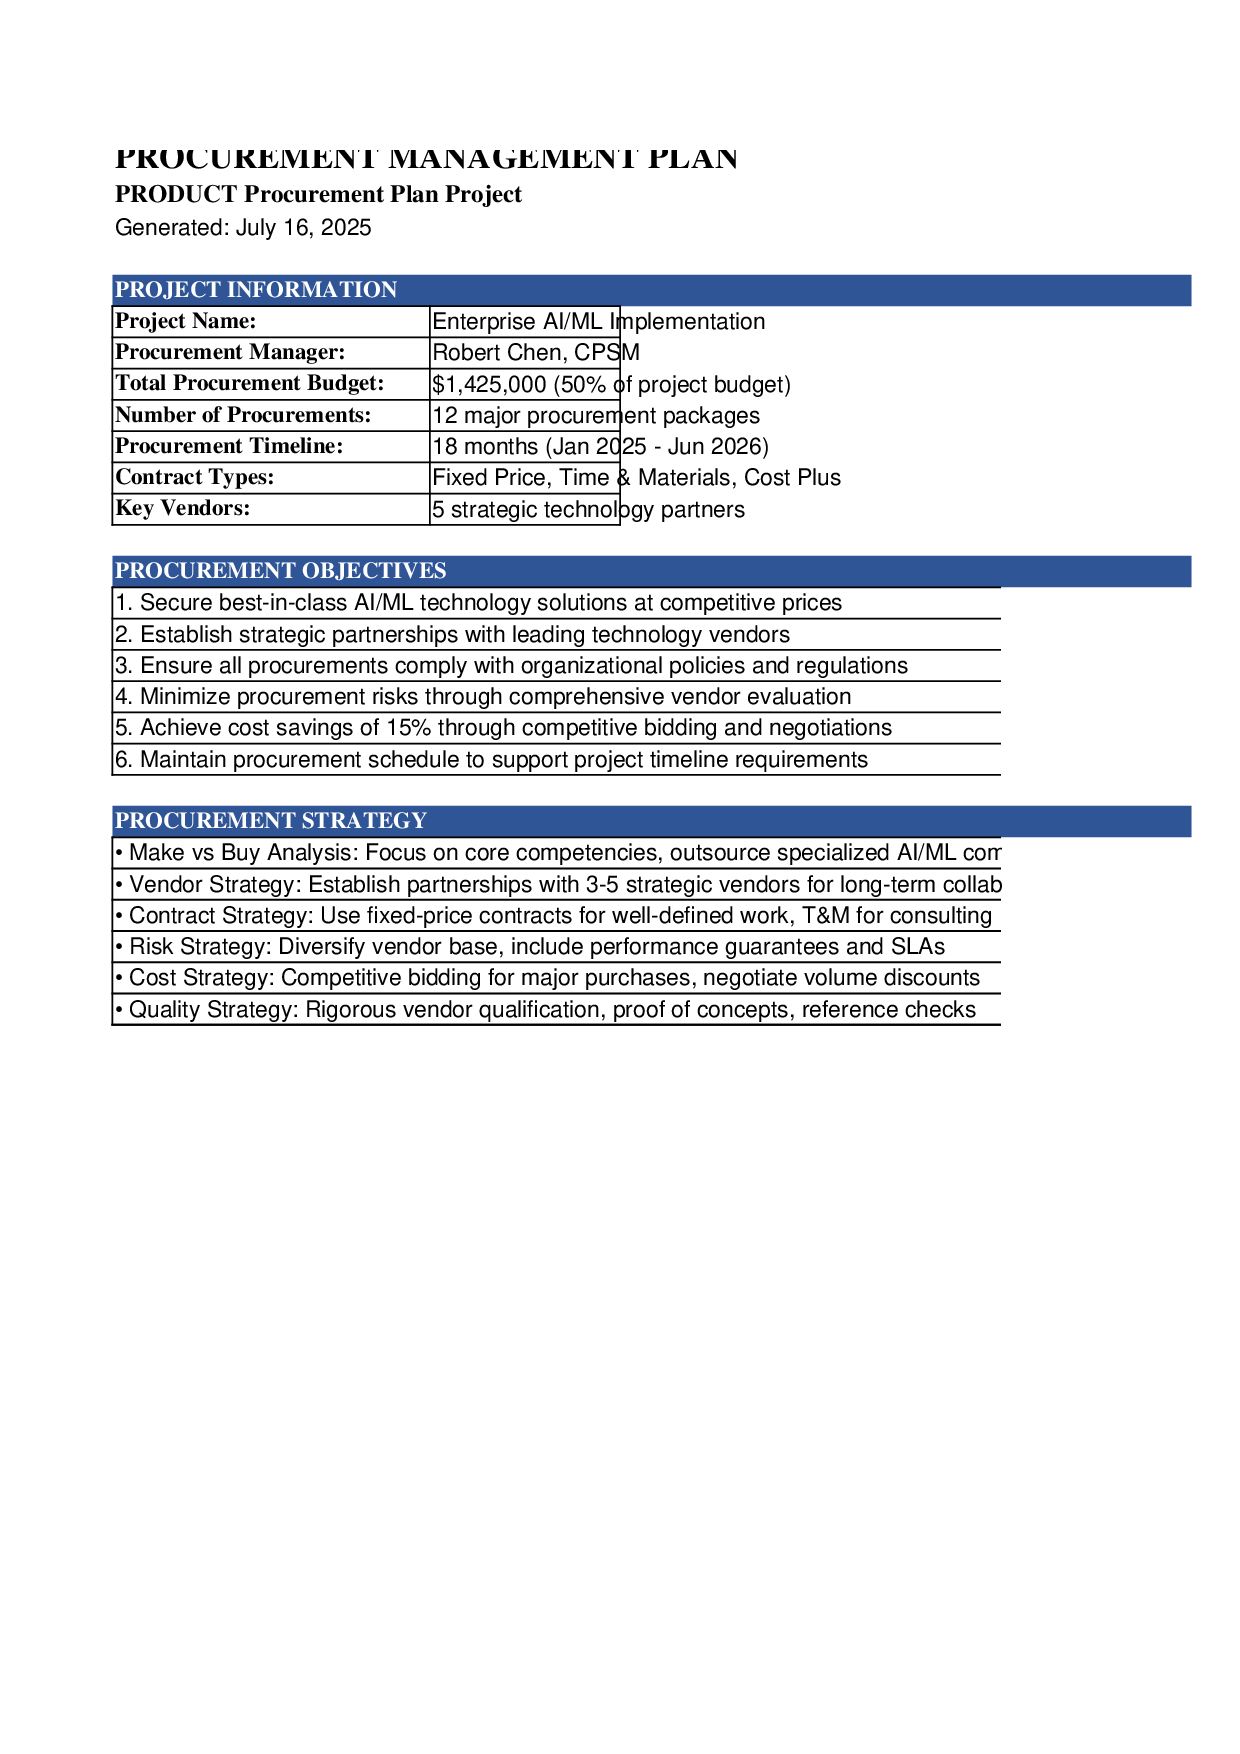 PROCUREMENT MANAGEMENT PLAN
PRODUCT Procurement Plan Project
Generated: July 16, 2025
PROJECT INFORMATION
Project Name: Enterprise AI/ML Implementation
Procurement Manager: Robert Chen, CPSM
Total Procurement Budget: $1,425,000 (50% of project budget)
Number of Procurements: 12 major procurement packages
Procurement Timeline: 18 months (Jan 2025 - Jun 2026)
Contract Types: Fixed Price, Time & Materials, Cost Plus
Key Vendors: 5 strategic technology partners
PROCUREMENT OBJECTIVES
1. Secure best-in-class AI/ML technology solutions at competitive prices
2. Establish strategic partnerships with leading technology vendors
3. Ensure all procurements comply with organizational policies and regulations
4. Minimize procurement risks through comprehensive vendor evaluation
5. Achieve cost savings of 15% through competitive bidding and negotiations
6. Maintain procurement schedule to support project timeline requirements
PROCUREMENT STRATEGY
• Make vs Buy Analysis: Focus on core competencies, outsource specialized AI/ML com
• Vendor Strategy: Establish partnerships with 3-5 strategic vendors for long-term collab
• Contract Strategy: Use fixed-price contracts for well-defined work, T&M for consulting
• Risk Strategy: Diversify vendor base, include performance guarantees and SLAs
• Cost Strategy: Competitive bidding for major purchases, negotiate volume discounts
• Quality Strategy: Rigorous vendor qualification, proof of concepts, reference checks